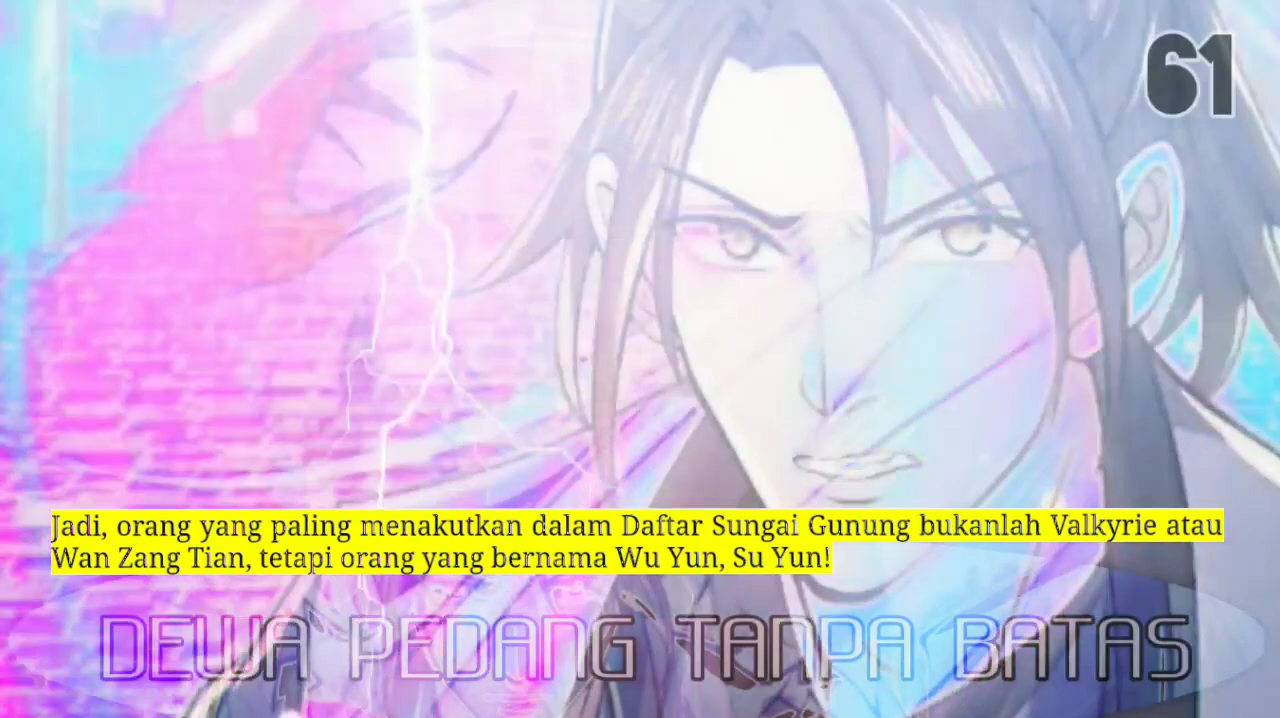 61
Jadi, orang yang paling menakutkan dalam Daftar Sungai Gunung bukanlah Valkyrie atau
Wan Zang Tian, tetapi orang yang bernama Wu Yun, Su Yun!
DEWA PEDANG TANPA BATAS